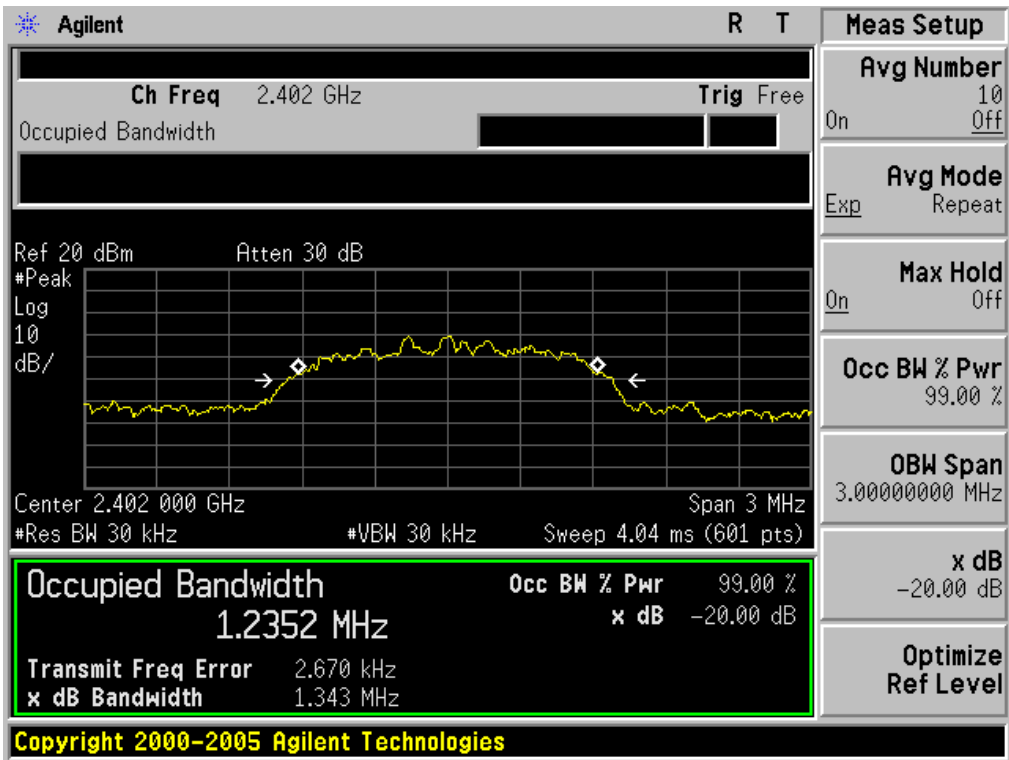 Agilent R T
Ch Freq 2.402 GHz Trig Free
Occupied Bandwidth
Ref 20 dBm Atten 30 dB
#Peak
Log
10
dB/
Center 2.402 000 GHz Span 3 MHz
#Res BW 30 kHz #VBW 30 kHz Sweep 4.04 ms (601 pts)
Occupied Bandwidth Occ BW % Pwr 99.00 %
1.2352 MHz x dB -20.00 dB
Transmit Freq Error 2.670 kHz
x dB Bandwidth 1.343 MHz
Copyright 2000-2005 Agilent Technologies
Meas Setup
Avg Number
10
On Off
Avg Mode
Exp Repeat
Max Hold
On Off
Occ BW % Pwr
99.00 %
OBW Span
3.00000000 MHz
x dB
-20.00 dB
Optimize
Ref Level